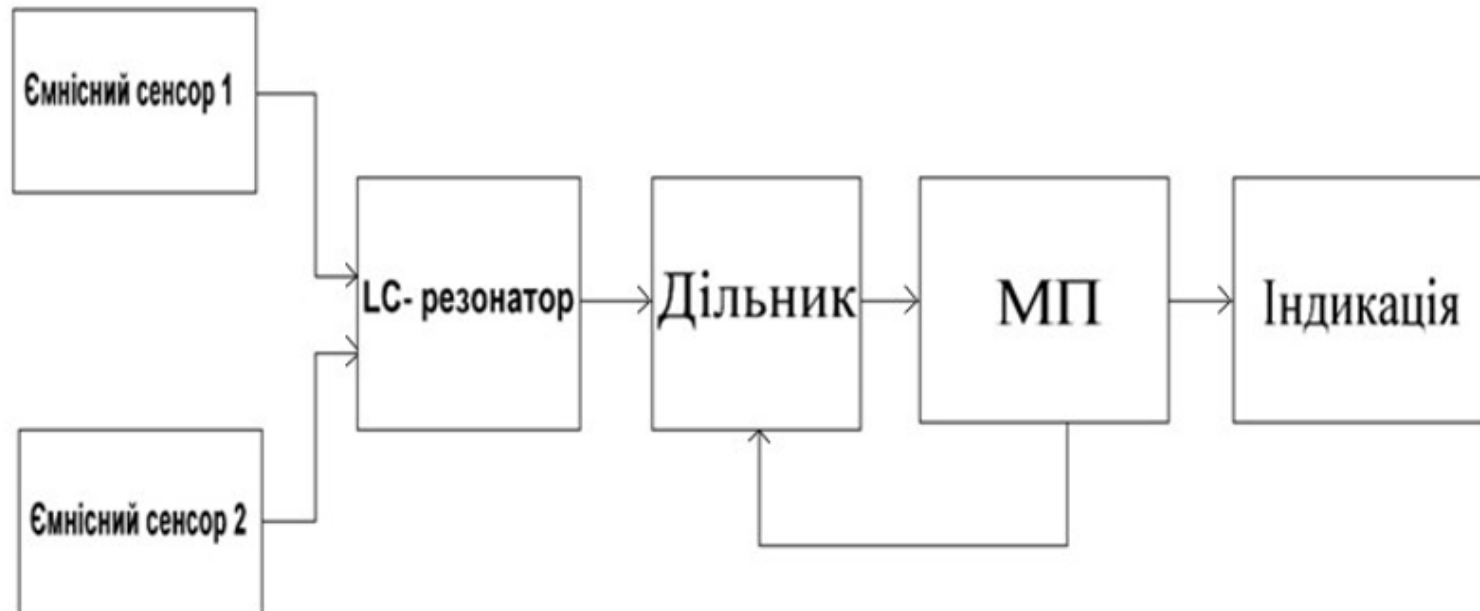 Ємнісний сенсор 1
LC- резонатор
Дільник
МП
Індикація
Ємнісний сенсор 2